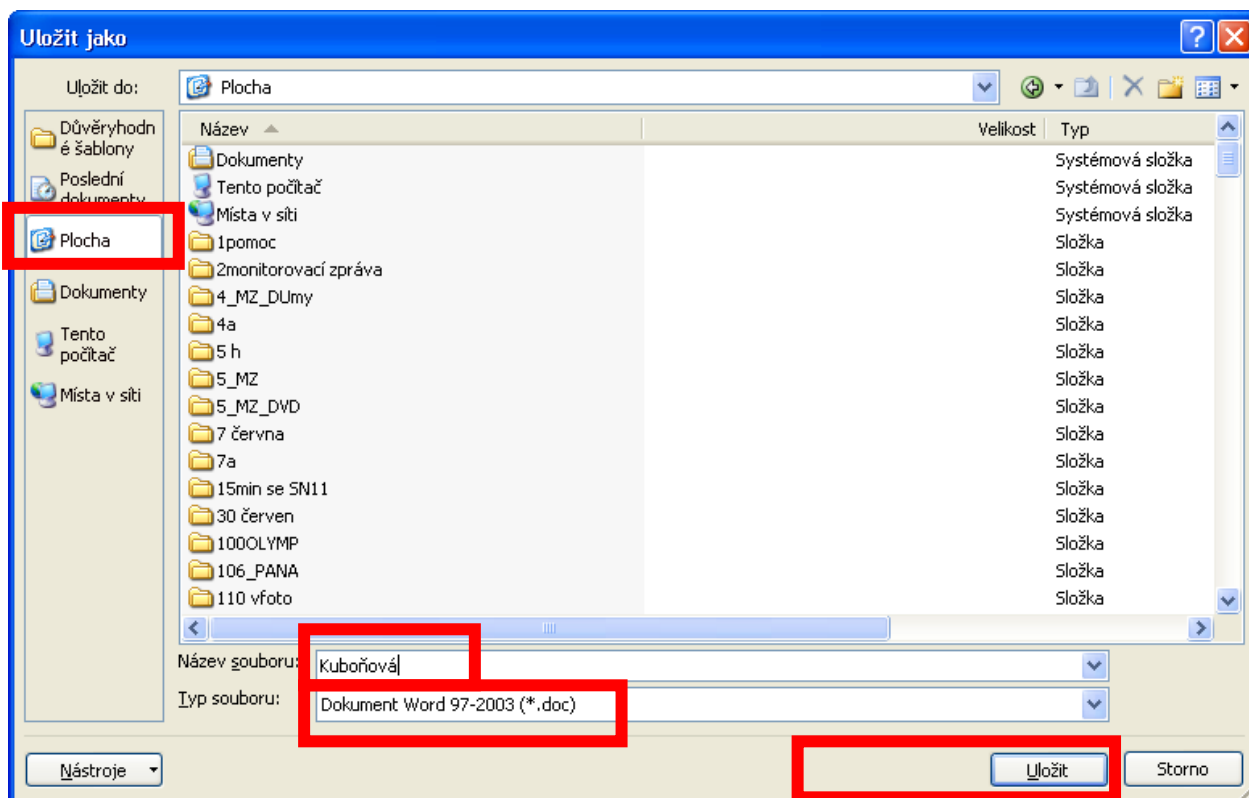 Uložit jako
Uložit do:
Plocha
Důvěryhodn
é šablony
Poslední
dokumenty
Plocha
Dokumenty
Tento
počítač
Místa v síti
Název Velikost Typ
Dokumenty Systémová složka
Tento počítač Systémová složka
Místa v síti Systémová složka
1pomoc Složka
2monitorovací zpráva Složka
4_MZ_DUmy Složka
4a Složka
5 h Složka
5_MZ Složka
5_MZ_DVD Složka
7 června Složka
7a Složka
15min se SN11 Složka
30 červen Složka
100OLYMP Složka
106_PANA Složka
110 vfoto Složka
Název souboru: Kuboňová
Typ souboru: Dokument Word 97-2003 (*.doc)
Nástroje Uložit Storno